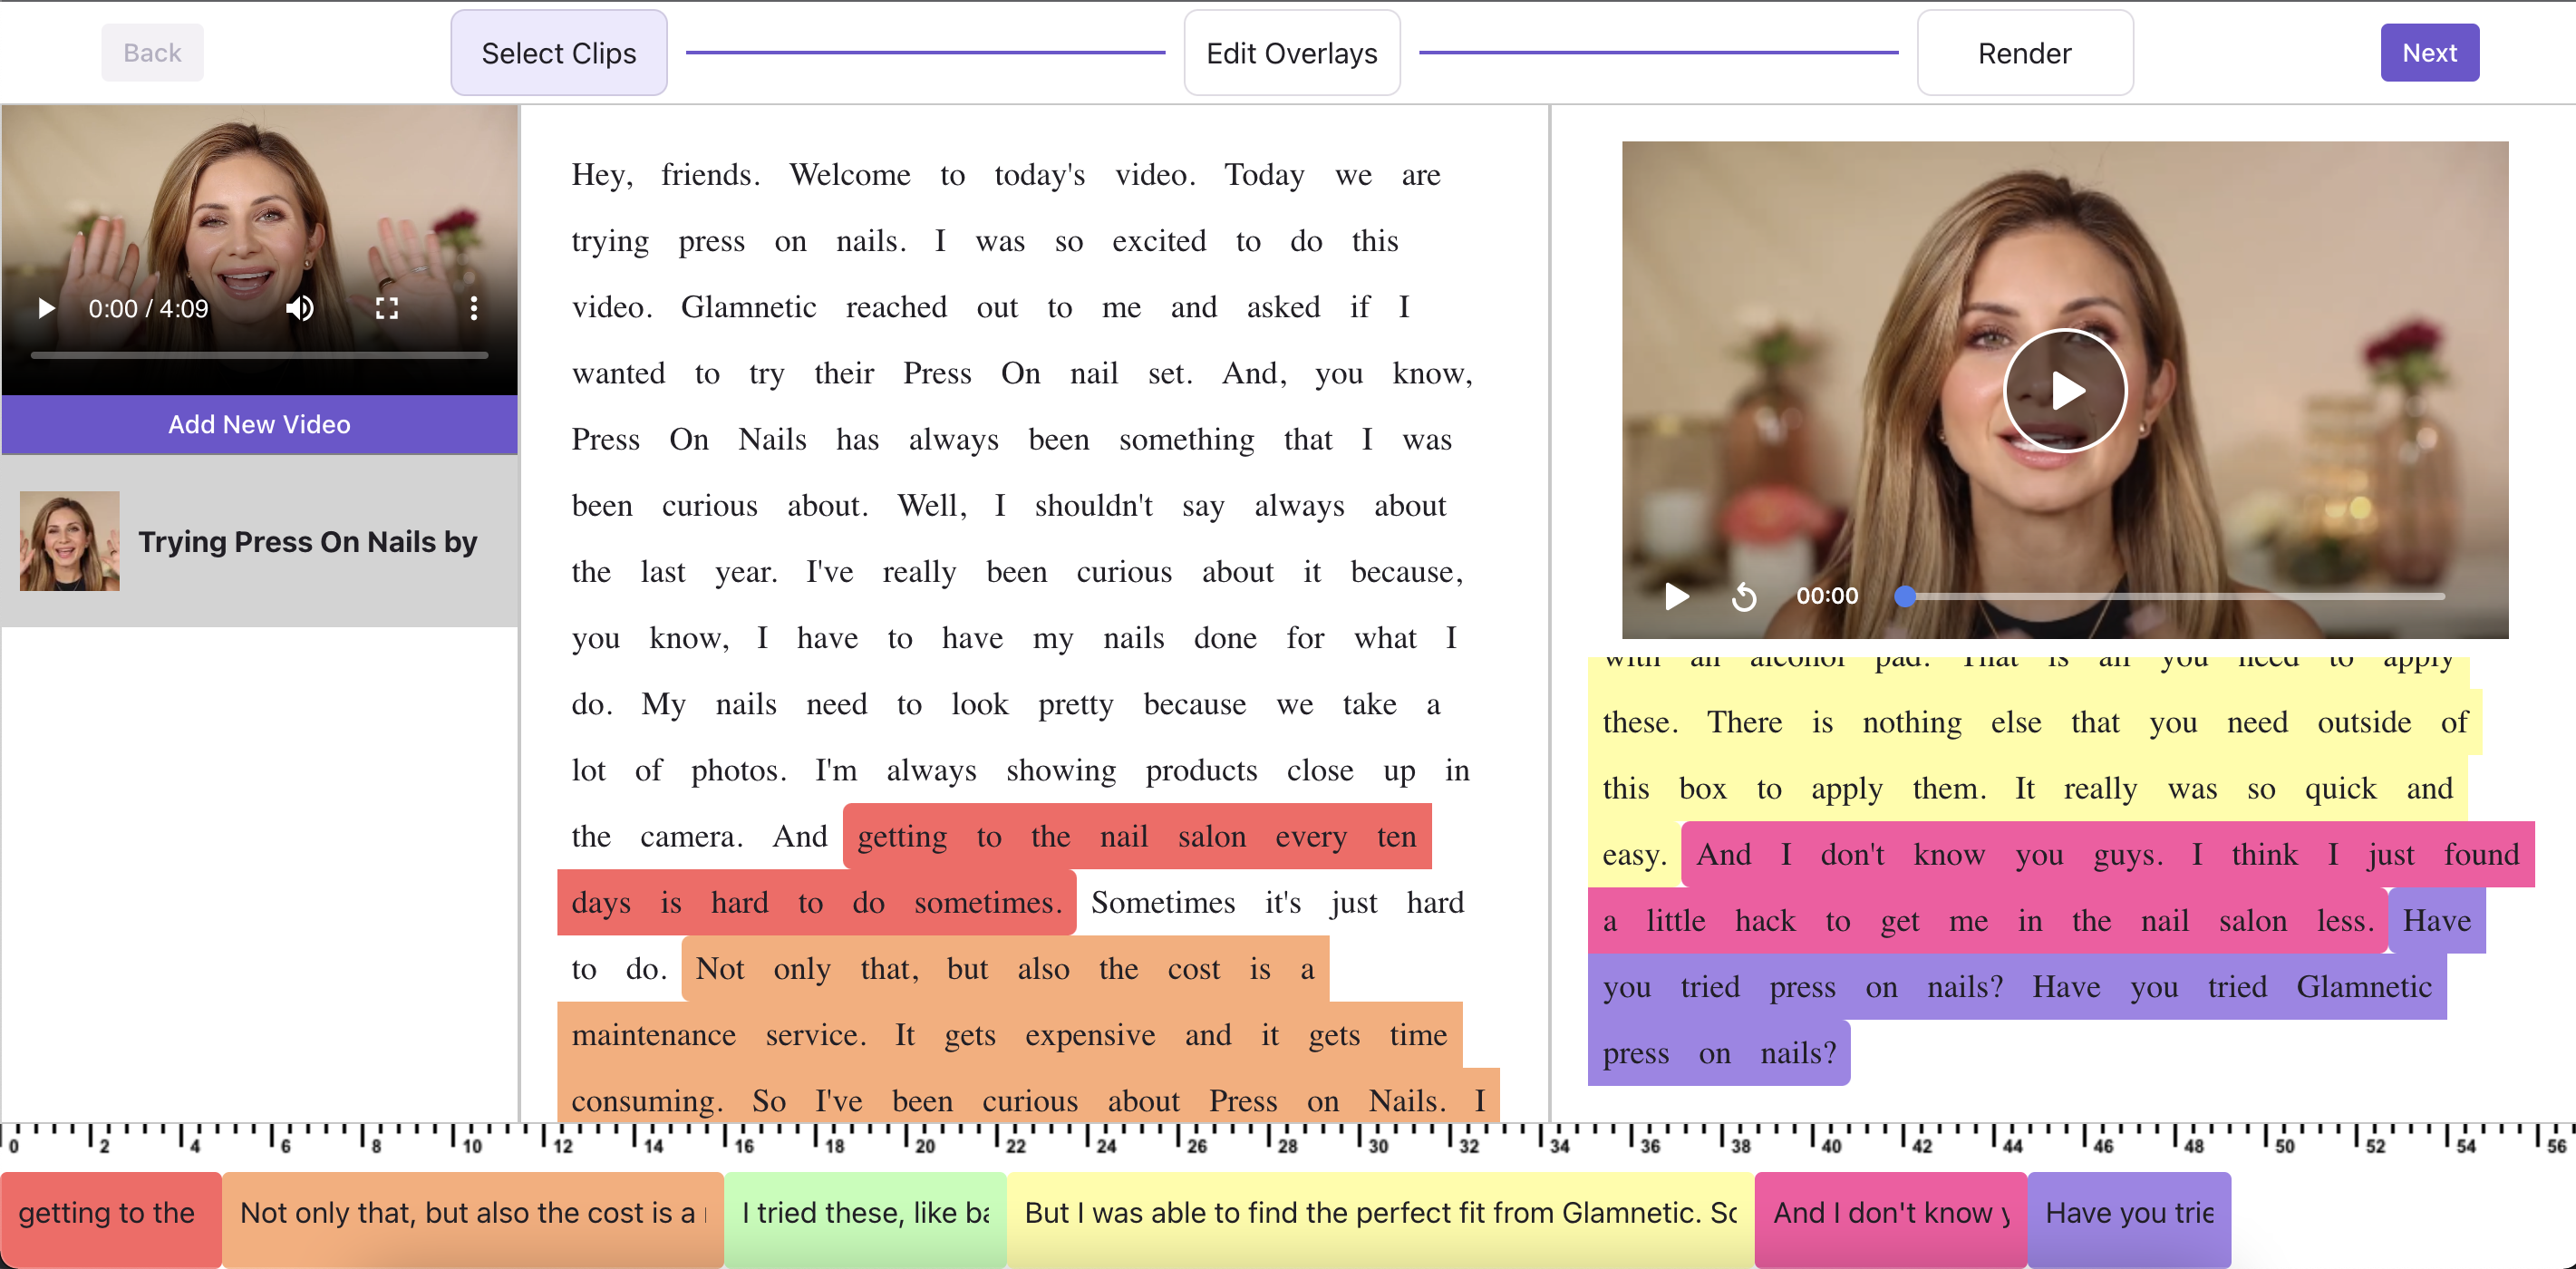 Back
Select Clips
Edit Overlays
Render
Next
0:00 / 4:09
Add New Video
Trying Press On Nails by
Hey, friends. Welcome to today's video. Today we are
trying press on nails. I was so excited to do this
video. Glamnetic reached out to me and asked if I
wanted to try their Press On nail set. And, you know,
Press On Nails has always been something that I was
been curious about. Well, I shouldn't say always about
the last year. I've really been curious about it because,
you know, I have to have my nails done for what I
do. My nails need to look pretty because we take a
lot of photos. I'm always showing products close up in
the camera. And getting to the nail salon every ten
days is hard to do sometimes. Sometimes it's just hard
to do. Not only that, but also the cost is a
maintenance service. It gets expensive and it gets time
consuming. So I've been curious about Press on Nails. I
00:00
with an alcohol pad. That is all you need to apply
these. There is nothing else that you need outside of
this box to apply them. It really was so quick and
easy. And I don't know you guys. I think I just found
a little hack to get me in the nail salon less. Have
you tried press on nails? Have you tried Glamnetic
press on nails?
0 2 4 6 8 10 12 14 16 18 20 22 24 26 28 30 32 34 36 38 40 42 44 46 48 50 52 54 56
getting to the
Not only that, but also the cost is a
I tried these, like ba
But I was able to find the perfect fit from Glamnetic. So
And I don't know y
Have you trie